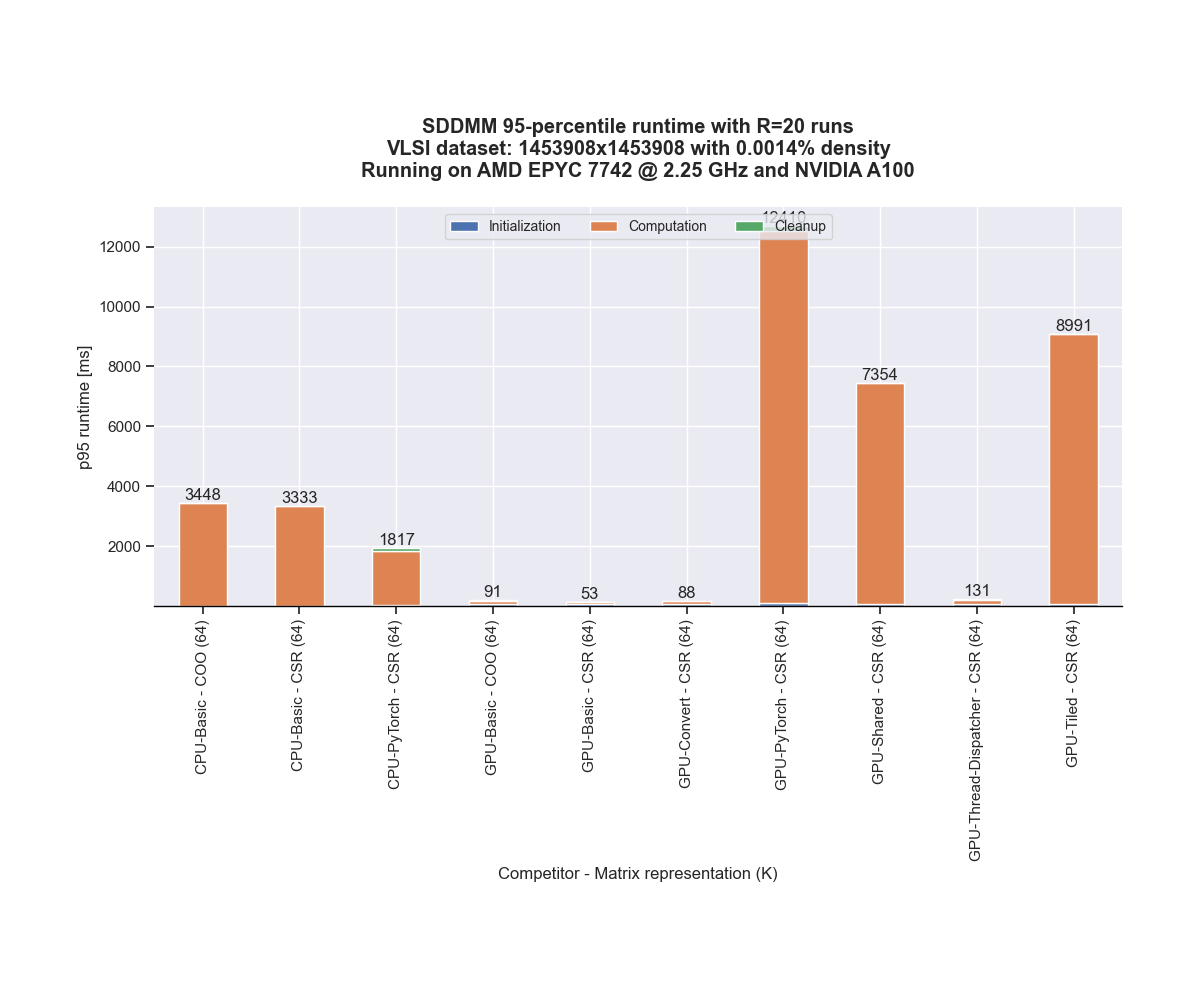 SDDMM 95-percentile runtime with R=20 runs
VLSI dataset: 1453908x1453908 with 0.0014% density
Running on AMD EPYC 7742 @ 2.25 GHz and NVIDIA A100
Initialization
Computation
Cleanup
p95 runtime [ms]
12000
10000
8000
6000
4000
2000
3448
3333
1817
91
53
88
12410
7354
131
8991
CPU-Basic - COO (64)
CPU-Basic - CSR (64)
CPU-PyTorch - CSR (64)
GPU-Basic - COO (64)
GPU-Basic - CSR (64)
GPU-Convert - CSR (64)
GPU-PyTorch - CSR (64)
GPU-Shared - CSR (64)
GPU-Thread-Dispatcher - CSR (64)
GPU-Tiled - CSR (64)
Competitor - Matrix representation (K)